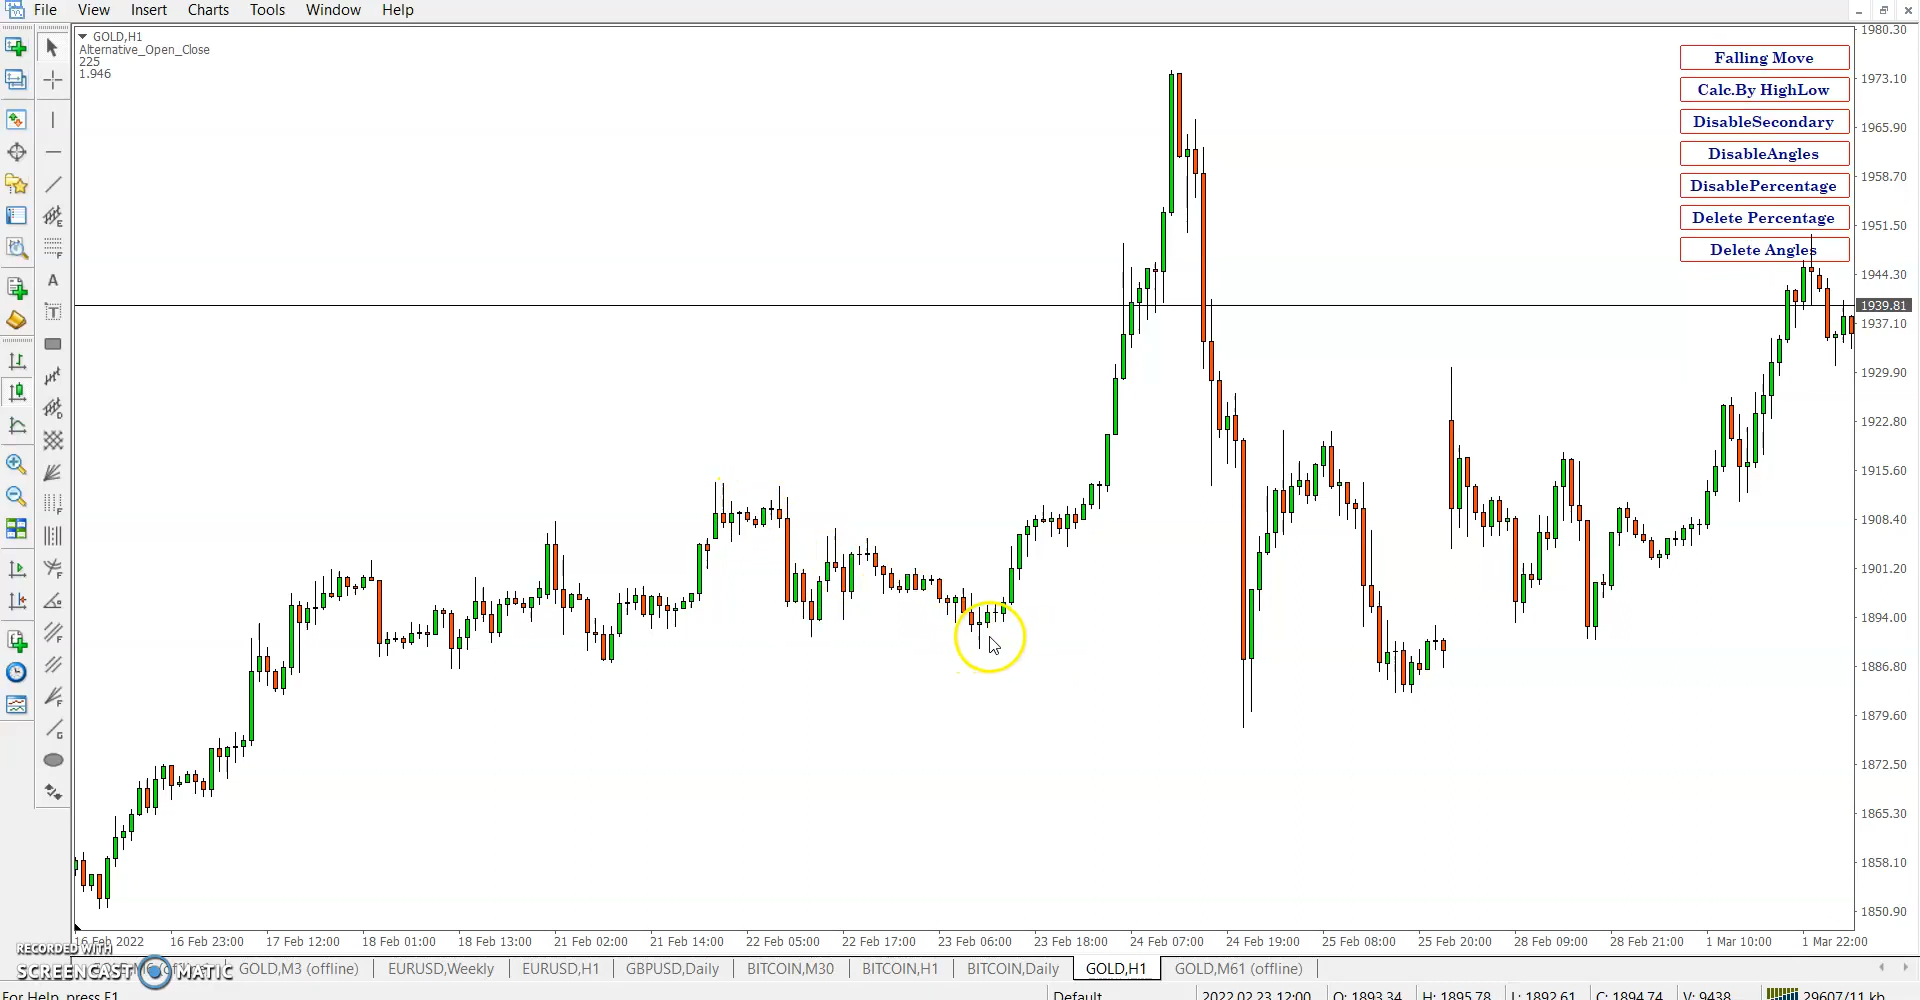 File View Insert Charts Tools Window Help
GOLD,H1
Alternative_Open_Close
225
1.946
Falling Move
Calc.By HighLow
DisableSecondary
DisableAngles
DisablePercentage
Delete Percentage
Delete Angles
1980.30
1973.10
1965.90
1958.70
1951.50
1944.30
1939.81
1937.10
1929.90
1922.80
1915.60
1908.40
1901.20
1894.00
1886.80
1879.60
1872.50
1865.30
1858.10
1850.90
16 Feb 2022 16 Feb 23:00 17 Feb 12:00 18 Feb 01:00 18 Feb 13:00 21 Feb 02:00 21 Feb 14:00 22 Feb 05:00 22 Feb 17:00 23 Feb 06:00 23 Feb 18:00 24 Feb 07:00 24 Feb 19:00 25 Feb 08:00 25 Feb 20:00 28 Feb 09:00 28 Feb 21:00 1 Mar 10:00 1 Mar 22:00
RECORDED WITH
SCREENCAST MATIC
GOLD,M3 (offline) EURUSD,Weekly EURUSD,H1 GBPUSD,Daily BITCOIN,M30 BITCOIN,H1 BITCOIN,Daily GOLD,H1 GOLD,M61 (offline)
For Help, press F1 Default 2022.02.23 12:00 O: 1893.34 H: 1895.78 L: 1892.61 C: 1894.74 V: 9438 29607/11 kb